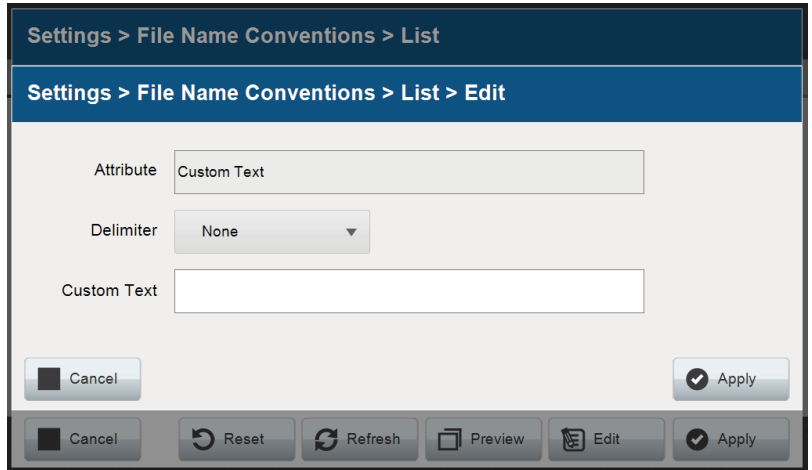 Settings > File Name Conventions > List
Settings > File Name Conventions > List > Edit
Attribute Custom Text
Delimiter None
Custom Text
Cancel Apply
Cancel Reset Refresh Preview Edit Apply